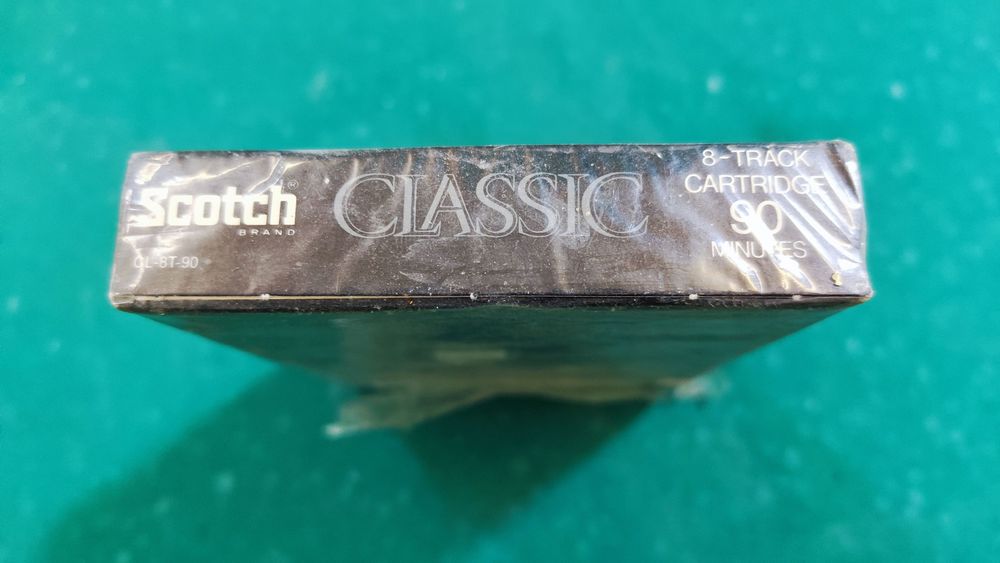 Scotch®
BRAND
CL-8T-90
CLASSIC
8-TRACK
CARTRIDGE
90
MINUTES